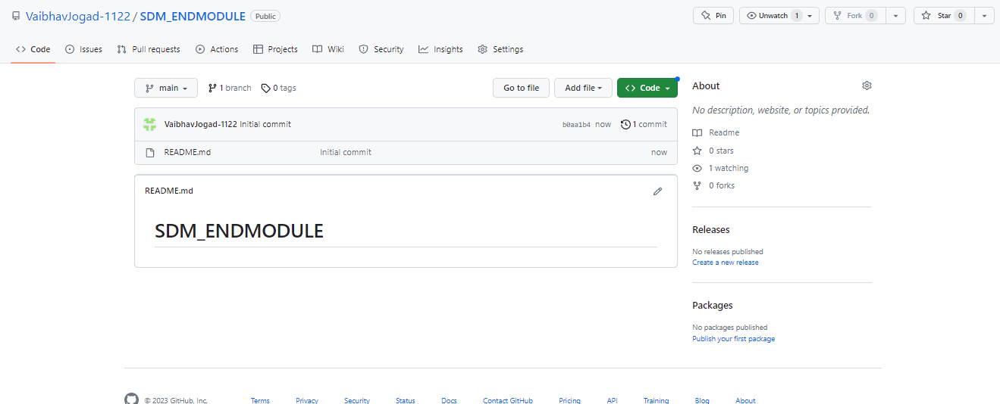 VaibhavJogad-1122 / SDM_ENDMODULE Public
Pin Unwatch 1 Fork 0 Star 0
Code Issues Pull requests Actions Projects Wiki Security Insights Settings
main 1 branch 0 tags Go to file Add file Code
VaibhavJogad-1122 Initial commit b0aa1b4 now 1 commit
README.md Initial commit now
README.md
SDM_ENDMODULE
About
No description, website, or topics provided.
Readme
0 stars
1 watching
0 forks
Releases
No releases published
Create a new release
Packages
No packages published
Publish your first package
© 2023 GitHub, Inc. Terms Privacy Security Status Docs Contact GitHub Pricing API Training Blog About